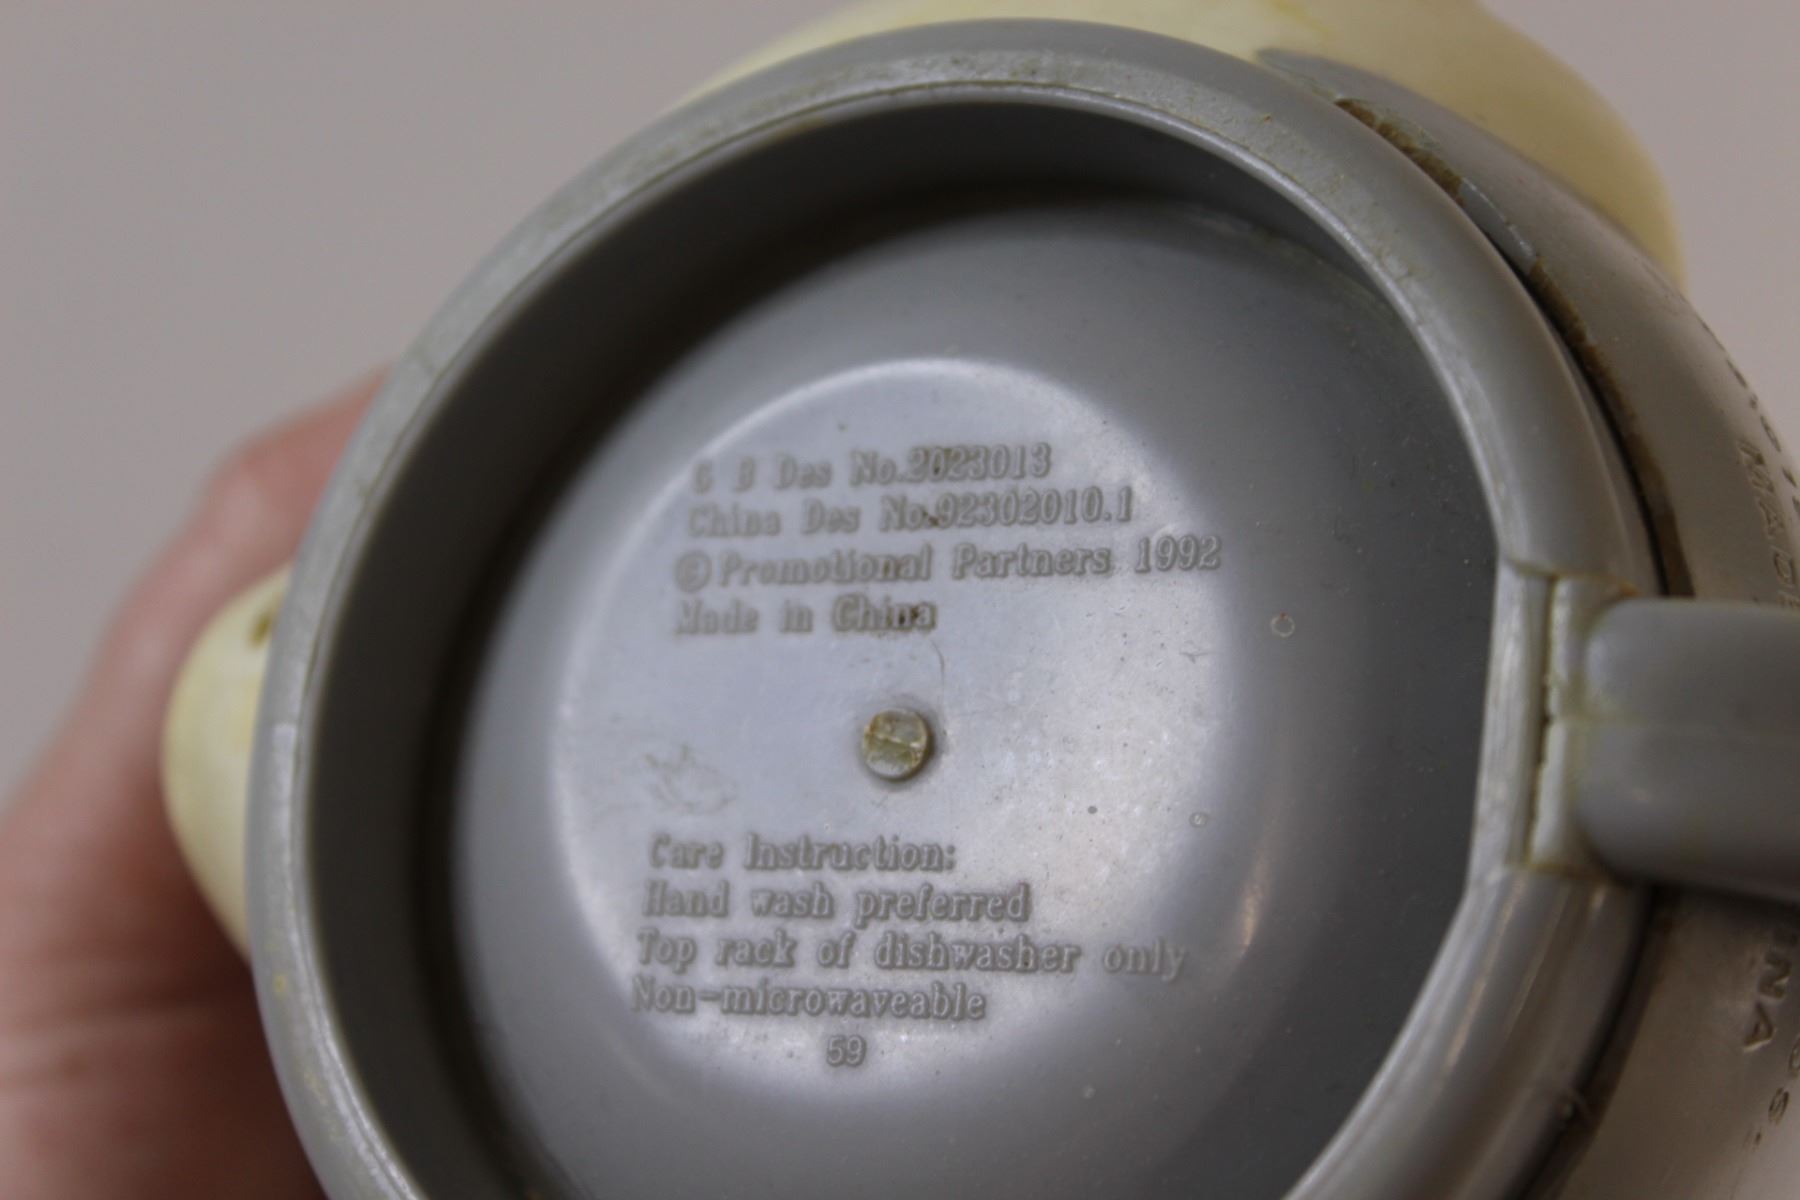 G B Des No.2023013
China Des No.92302010.1
© Promotional Partners 1992
Made in China
Care Instruction:
Hand wash preferred
Top rack of dishwasher only
Non-microwaveable
59